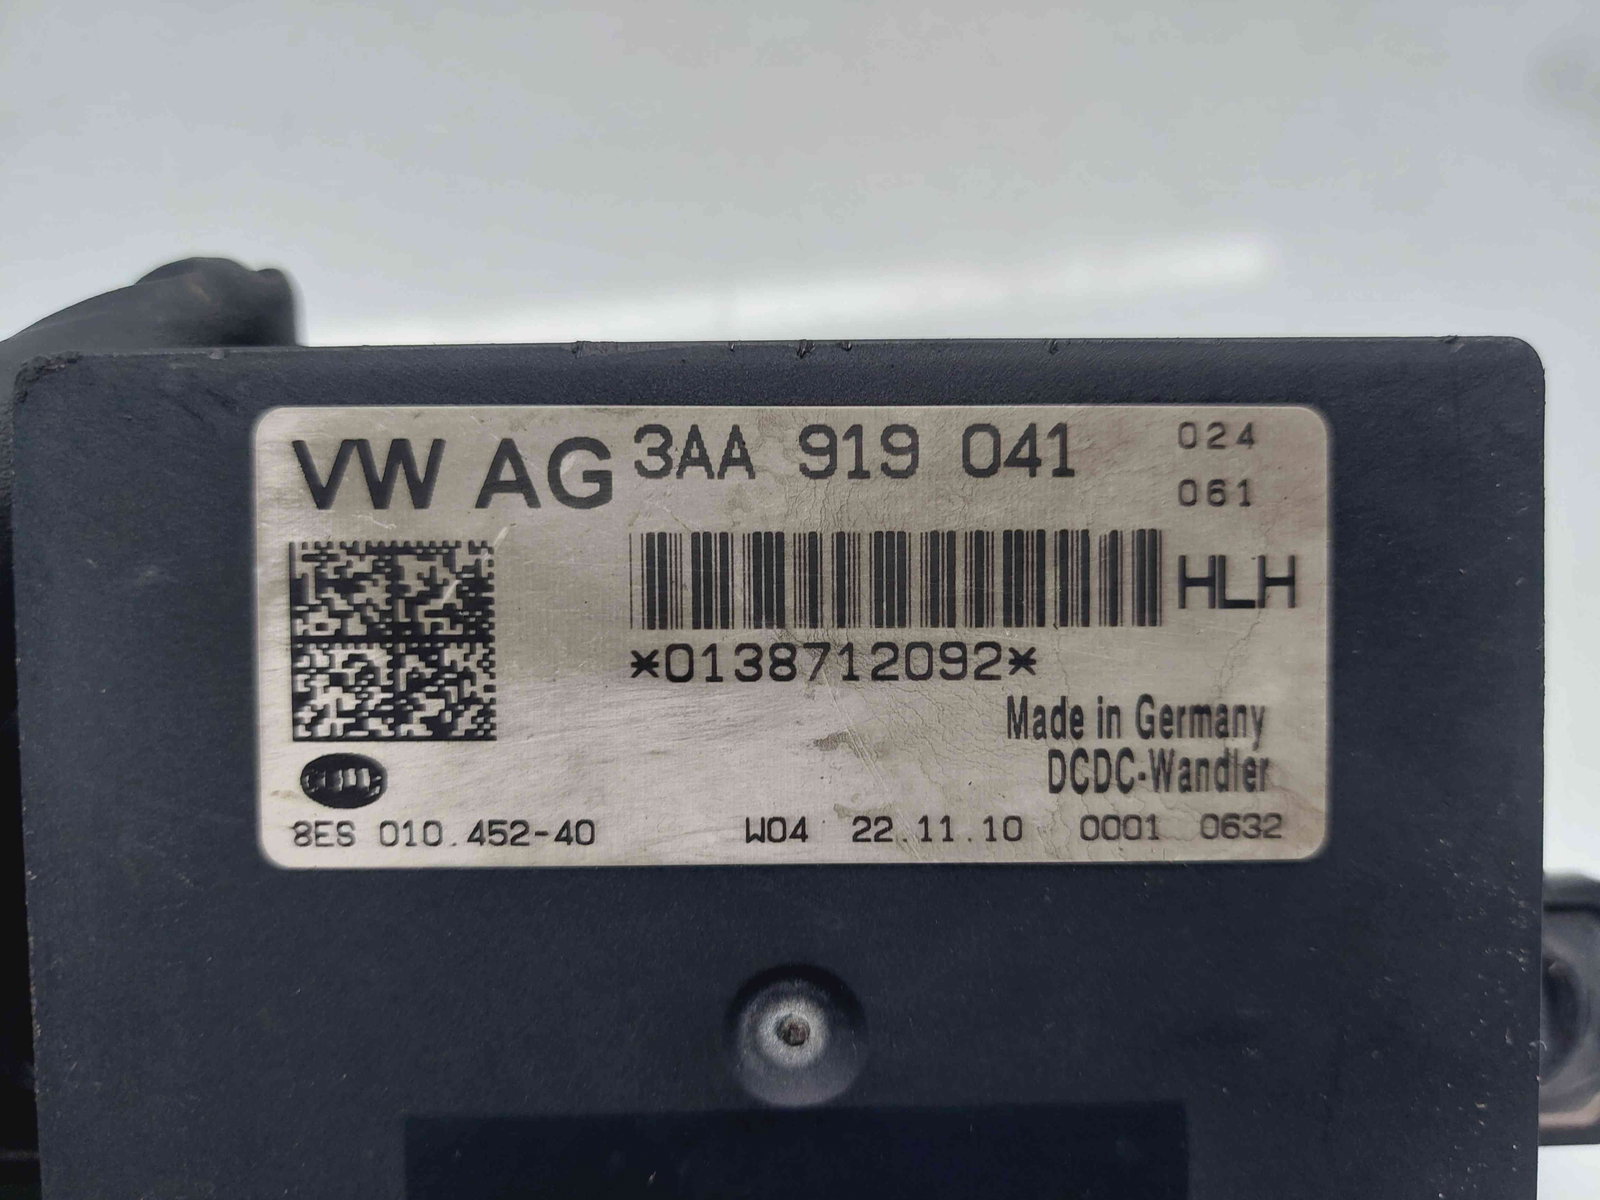 VW AG 3AA 919 041 024
061
HLH
*0138712092*
Made in Germany
DCDC-Wandler
8ES 010.452-40 W04 22.11.10 0001 0632